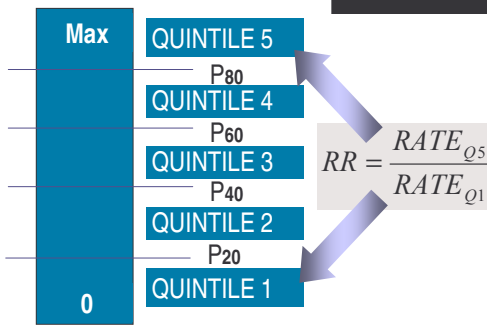 Max
QUINTILE 5
P80
QUINTILE 4
P60
QUINTILE 3
P40
QUINTILE 2
P20
QUINTILE 1
0
RR = RATE_Q5 / RATE_Q1